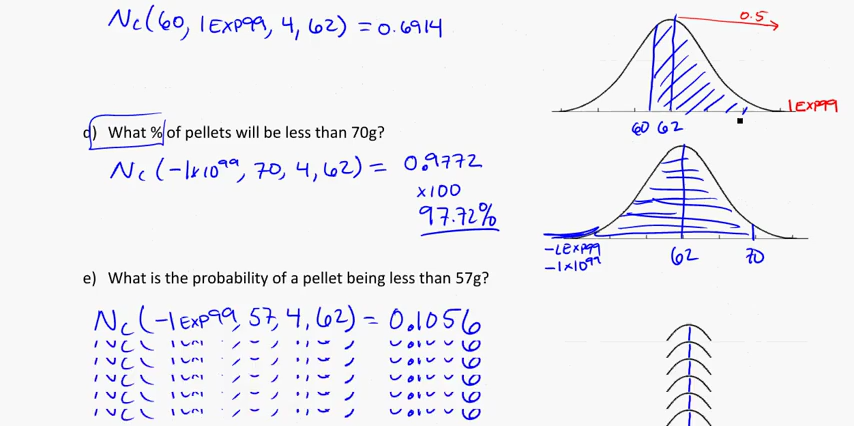 Nc(60, 1EXP99, 4, 62) = 0.6914
0.5
1EXP99
60 62
d) What % of pellets will be less than 70g?
Nc(-1x10^99, 70, 4, 62) = 0.9772
x100
97.72%
-1EXP99
-1x10^99
62
70
e) What is the probability of a pellet being less than 57g?
Nc(-1EXP99, 57, 4, 62) = 0.1056